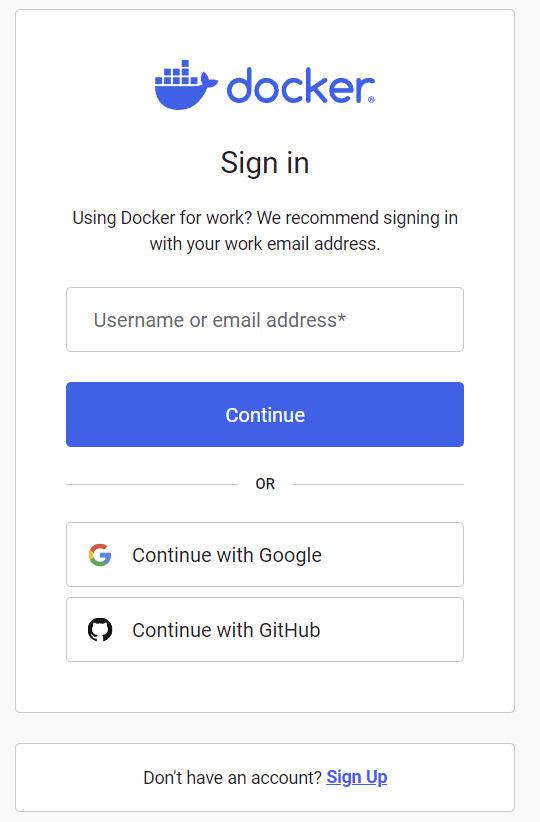 docker®
Sign in
Using Docker for work? We recommend signing in
with your work email address.
Username or email address*
Continue
OR
Continue with Google
Continue with GitHub
Don't have an account? Sign Up